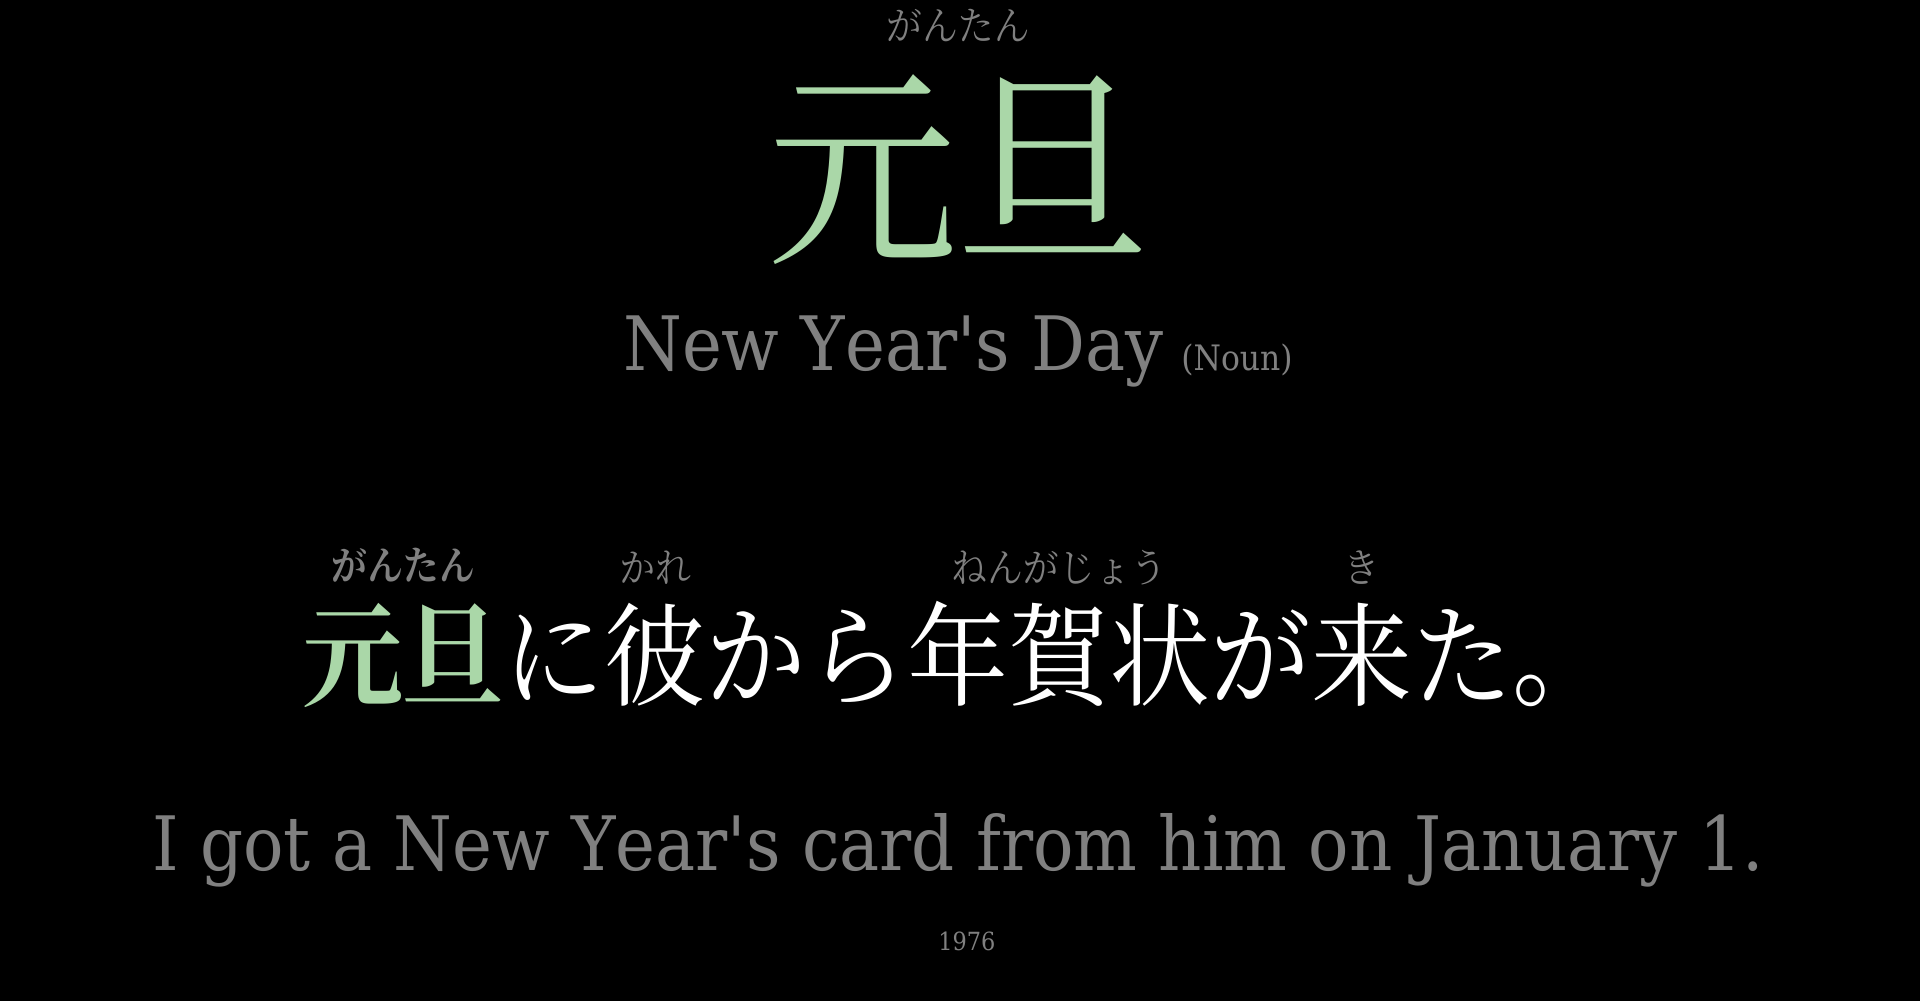 がんたん
元旦
New Year's Day (Noun)
がんたん かれ ねんがじょう き
元旦に彼から年賀状が来た。
I got a New Year's card from him on January 1.
1976